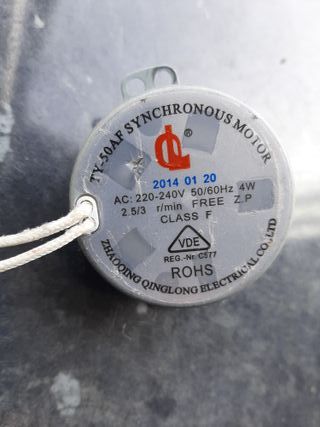 TY-50AF SYNCHRONOUS MOTOR
®
2014 01 20
AC: 220-240V 50/60Hz 4W
2.5/3 r/min FREE Z.P
CLASS F
VDE
REG.-Nr C577
ROHS
ZHAOQING QINGLONG ELECTRICAL CO.,LTD